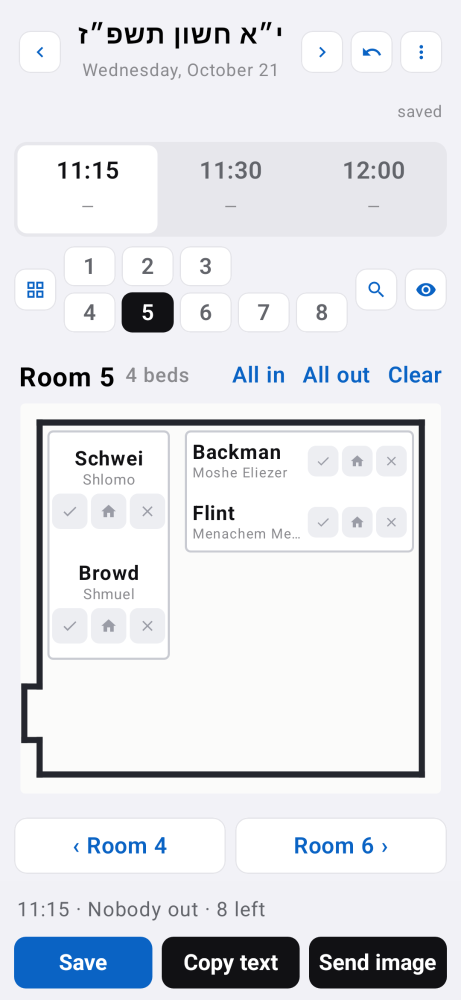 י״א חשון תשפ״ז
Wednesday, October 21
saved
11:15 11:30 12:00
– – –
1 2 3
4 5 6 7 8
Room 5 4 beds All in All out Clear
Schwei
Shlomo
Browd
Shmuel
Backman
Moshe Eliezer
Flint
Menachem Me…
‹ Room 4 Room 6 ›
11:15 · Nobody out · 8 left
Save Copy text Send image